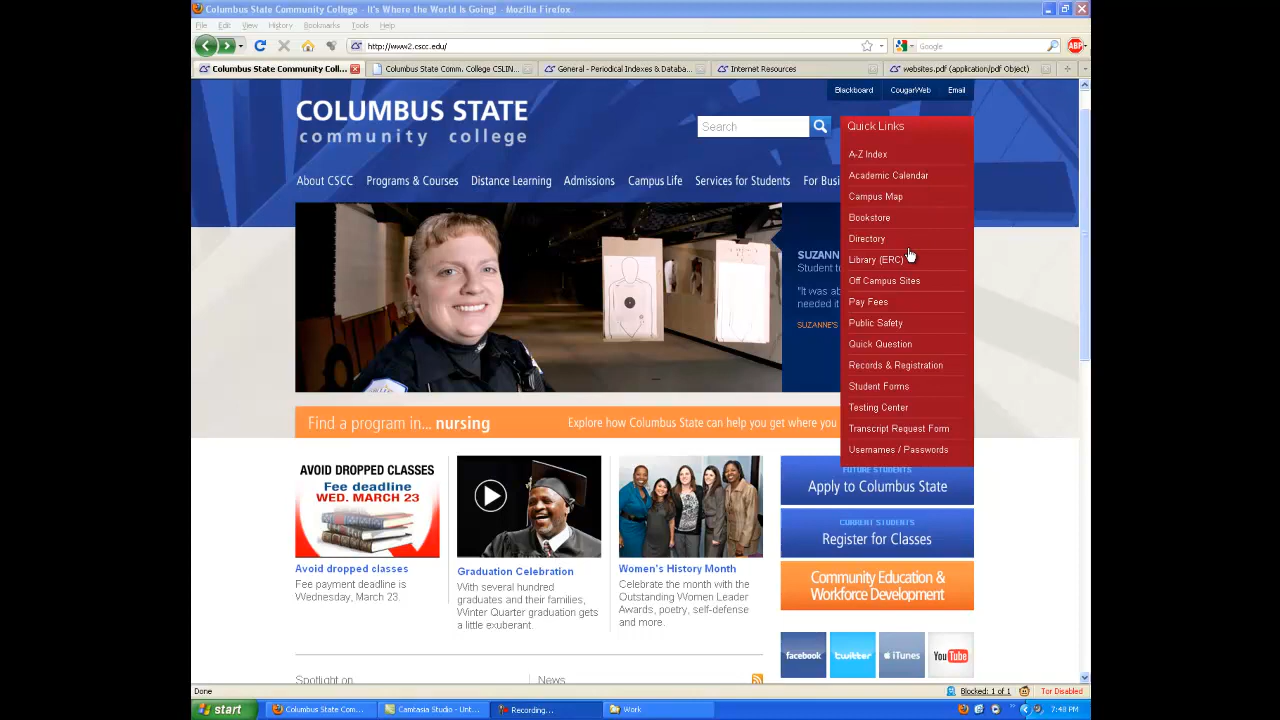 Columbus State Community College - It's Where the World Is Going! - Mozilla Firefox
File Edit View History Bookmarks Tools Help
http://www2.cscc.edu/
Google
ABP
Columbus State Community Coll...
Columbus State Comm. College CSLIN...
General - Periodical Indexes & Databa...
Internet Resources
websites.pdf (application/pdf Object)
Blackboard CougarWeb Email
COLUMBUS STATE
community college
Search
Quick Links
A-Z Index
Academic Calendar
Campus Map
Bookstore
Directory
Library (ERC)
Off Campus Sites
Pay Fees
Public Safety
Quick Question
Records & Registration
Student Forms
Testing Center
Transcript Request Form
Usernames / Passwords
About CSCC Programs & Courses Distance Learning Admissions Campus Life Services for Students For Busi
SUZANN
Student tu
"It was ab
needed it
SUZANNE'S
Find a program in... nursing
Explore how Columbus State can help you get where you
AVOID DROPPED CLASSES
Fee deadline
WED. MARCH 23
Avoid dropped classes
Fee payment deadline is
Wednesday, March 23.
Graduation Celebration
With several hundred
graduates and their families,
Winter Quarter graduation gets
a little exuberant.
Women's History Month
Celebrate the month with the
Outstanding Women Leader
Awards, poetry, self-defense
and more.
FUTURE STUDENTS
Apply to Columbus State
CURRENT STUDENTS
Register for Classes
Community Education &
Workforce Development
facebook
twitter
iTunes
YouTube
Spotlight on
News
Done
Blocked: 1 of 1
Tor Disabled
start
Columbus State Com...
Camtasia Studio - Unt...
Recording...
Work
7:48 PM